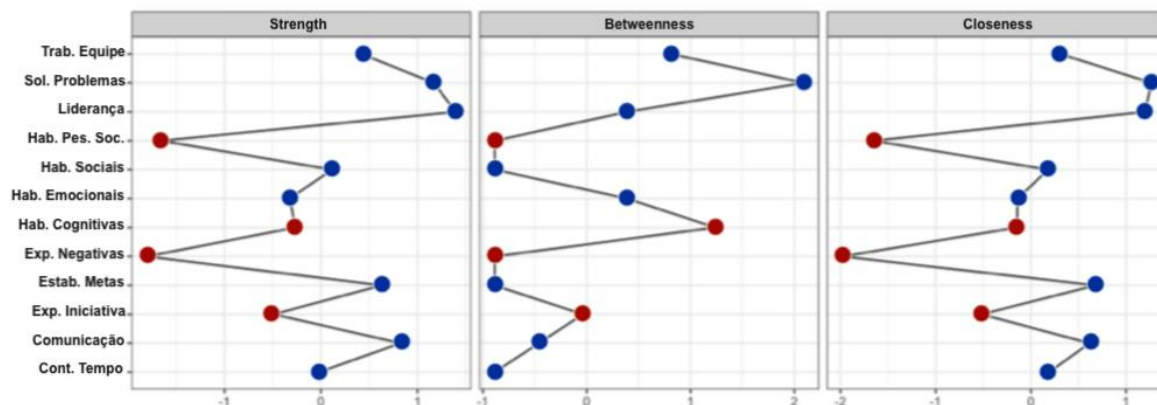 Strength Betweenness Closeness
Trab. Equipe
Sol. Problemas
Liderança
Hab. Pes. Soc.
Hab. Sociais
Hab. Emocionais
Hab. Cognitivas
Exp. Negativas
Estab. Metas
Exp. Iniciativa
Comunicação
Cont. Tempo
-1 0 1 -1 0 1 2 -2 -1 0 1